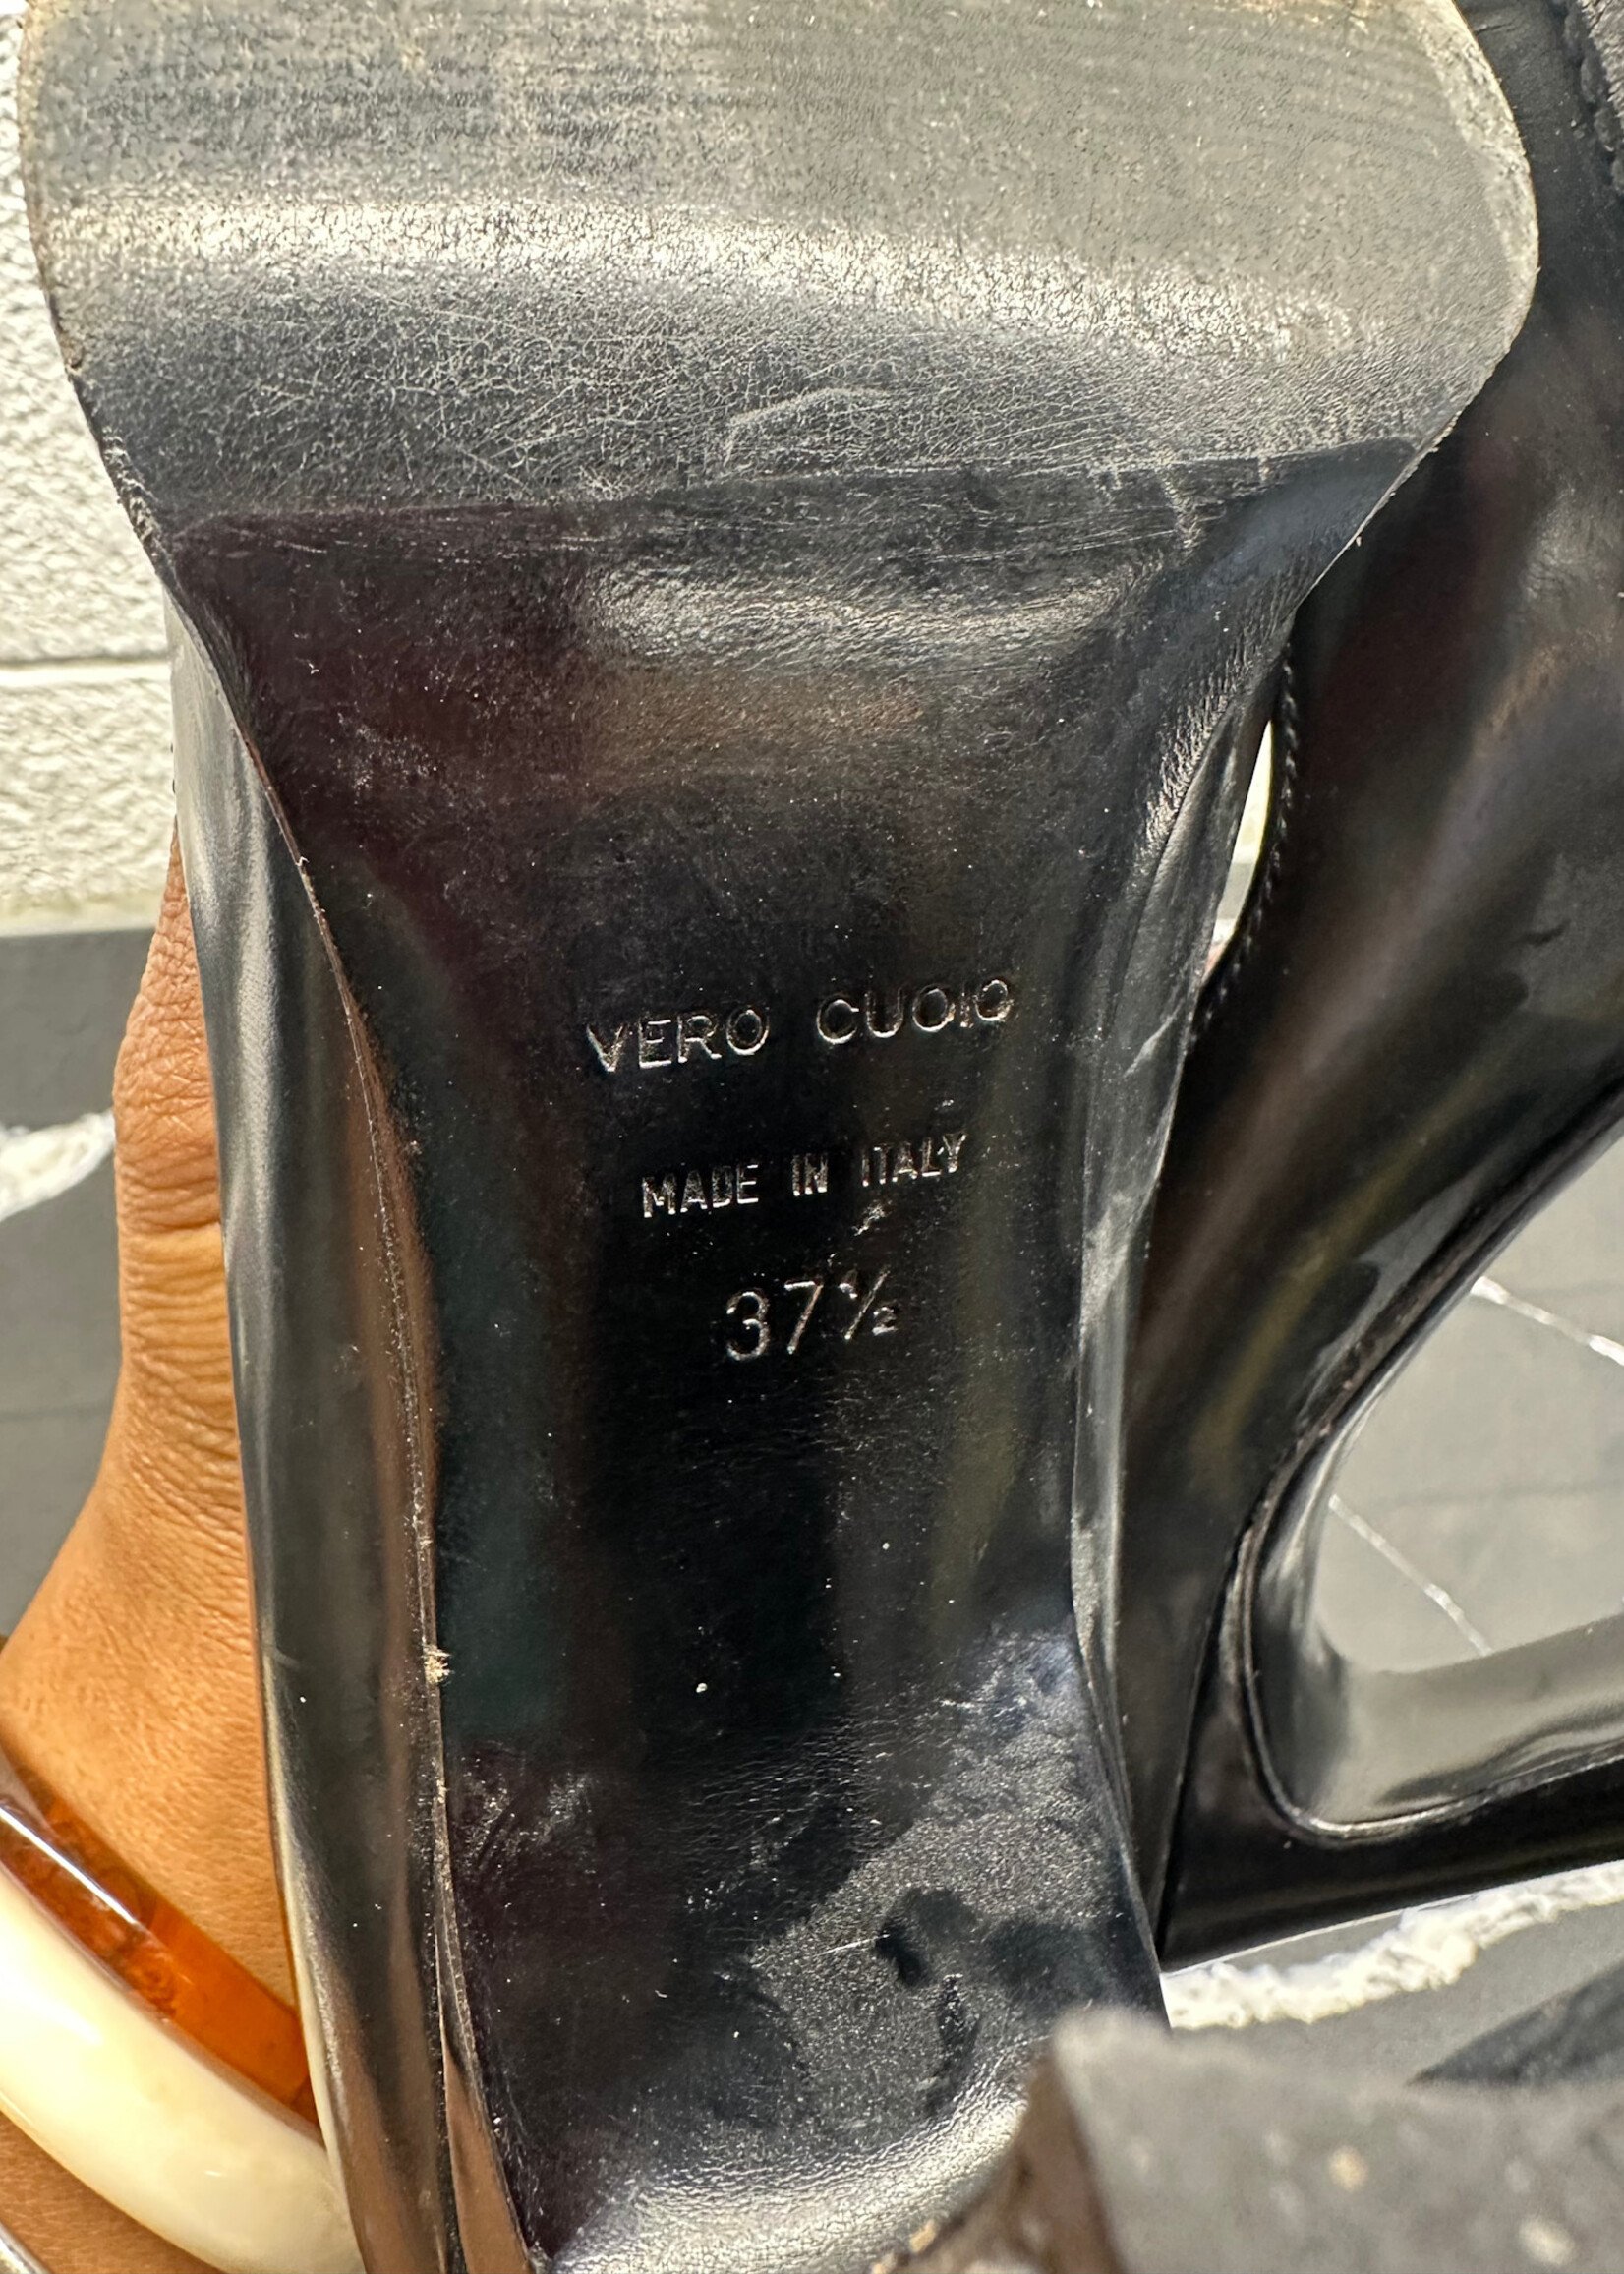 VERO CUOIO
MADE IN ITALY
37½